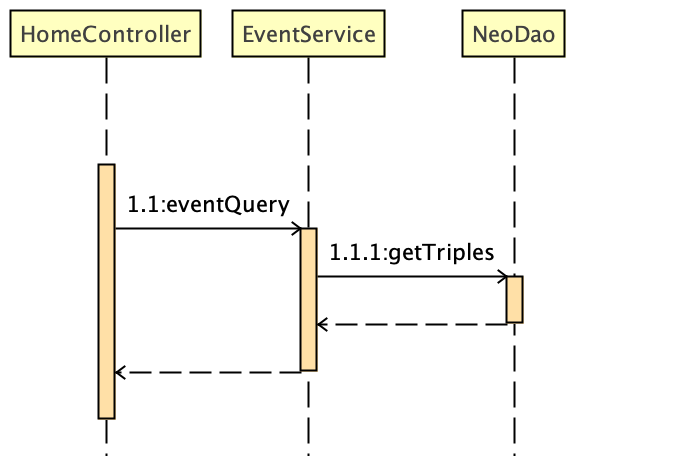 HomeController
EventService
NeoDao
1.1:eventQuery
1.1.1:getTriples